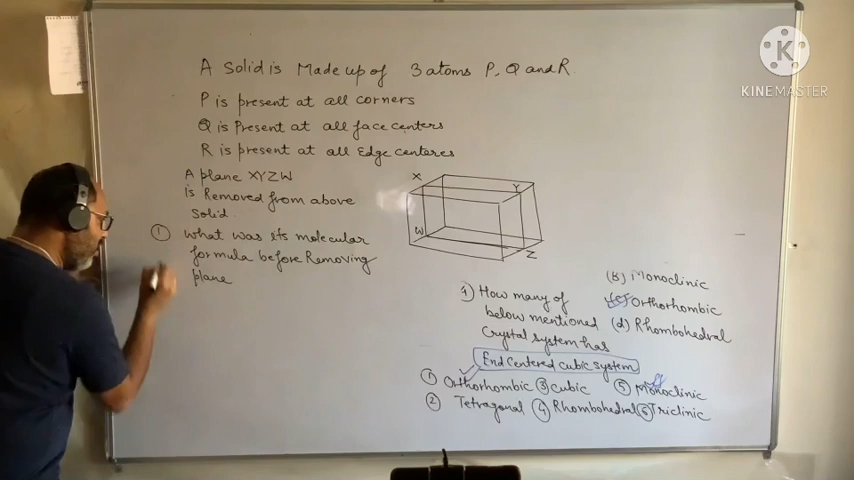 A Solid is Made up of 3 atoms P, Q and R.
P is present at all corners
Q is Present at all face centers
R is present at all Edge centeres
A plane XYZW
is Removed from above
solid
① What was its molecular
formula before Removing
plane
X
Y
W
Z
(B) Monoclinic
(c) Orthorhombic
(d) Rhombohedral
4) How many of
below mentioned
Crystal system has
End Centered cubic system
① Orthorhombic ③ Cubic ⑤ Monoclinic
② Tetragonal ④ Rhombohedral ⑥ Triclinic
K
KINEMASTER